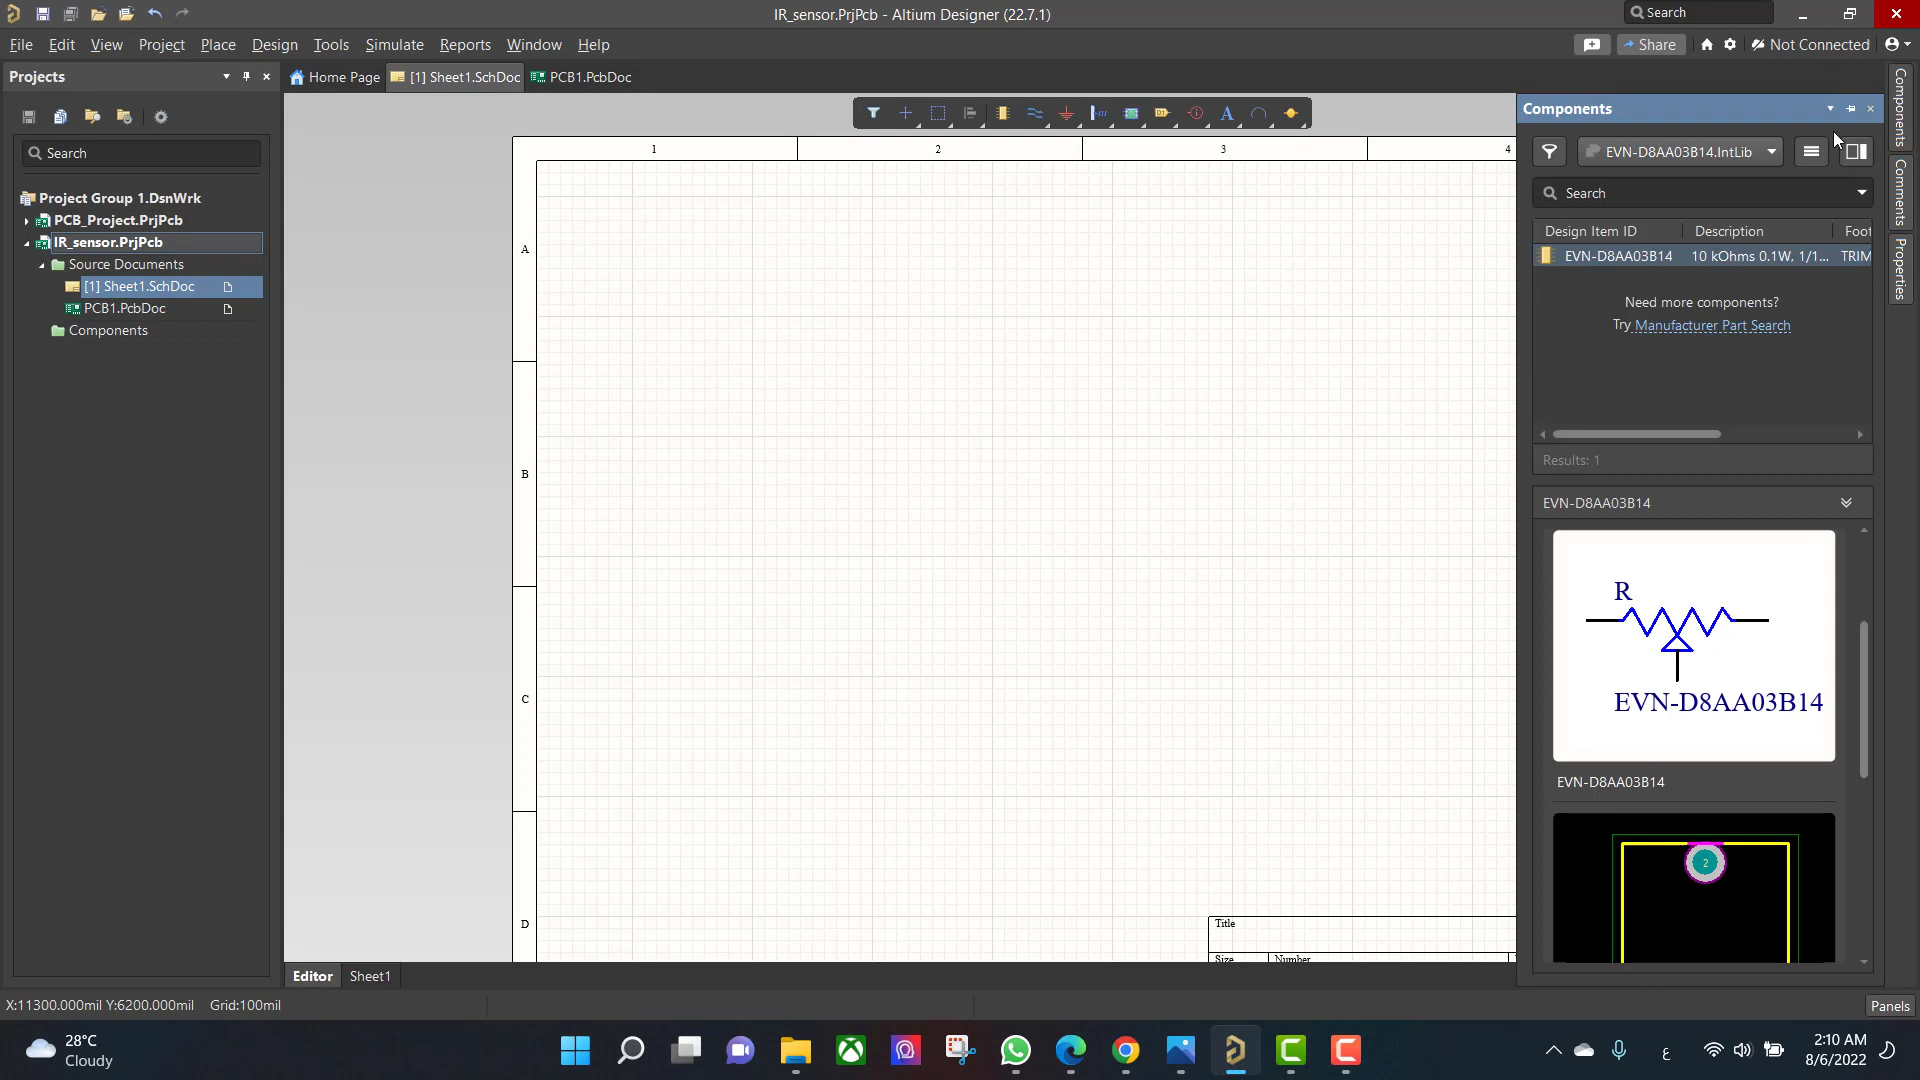 IR_sensor.PrjPcb - Altium Designer (22.7.1)
Search
File Edit View Project Place Design Tools Simulate Reports Window Help
Share
Not Connected
Projects
Home Page
[1] Sheet1.SchDoc
PCB1.PcbDoc
Search
Project Group 1.DsnWrk
PCB_Project.PrjPcb
IR_sensor.PrjPcb
Source Documents
[1] Sheet1.SchDoc
PCB1.PcbDoc
Components
1 2 3 4
A
B
C
D
Title
Size Number
Components
EVN-D8AA03B14.IntLib
Search
Design Item ID Description Foot
EVN-D8AA03B14 10 kOhms 0.1W, 1/1... TRIM
Need more components?
Try Manufacturer Part Search
Results: 1
EVN-D8AA03B14
R
EVN-D8AA03B14
EVN-D8AA03B14
2
Components
Comments
Properties
Editor Sheet1
X:11300.000mil Y:6200.000mil Grid:100mil
Panels
28°C
Cloudy
ع
2:10 AM
8/6/2022